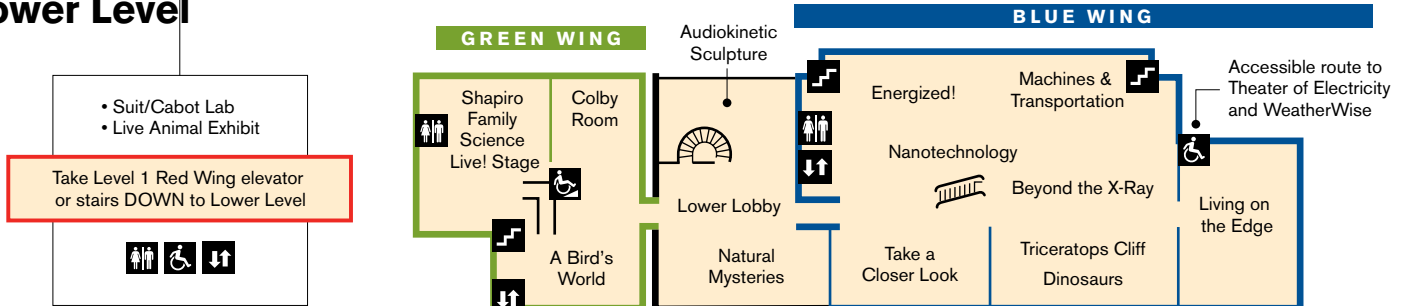 Lower Level
• Suit/Cabot Lab
• Live Animal Exhibit
Take Level 1 Red Wing elevator
or stairs DOWN to Lower Level
GREEN WING
Shapiro
Family
Science
Live! Stage
Colby
Room
A Bird's
World
Audiokinetic
Sculpture
Lower Lobby
Natural
Mysteries
BLUE WING
Energized!
Machines &
Transportation
Nanotechnology
Beyond the X-Ray
Take a
Closer Look
Triceratops Cliff
Dinosaurs
Accessible route to
Theater of Electricity
and WeatherWise
Living on
the Edge